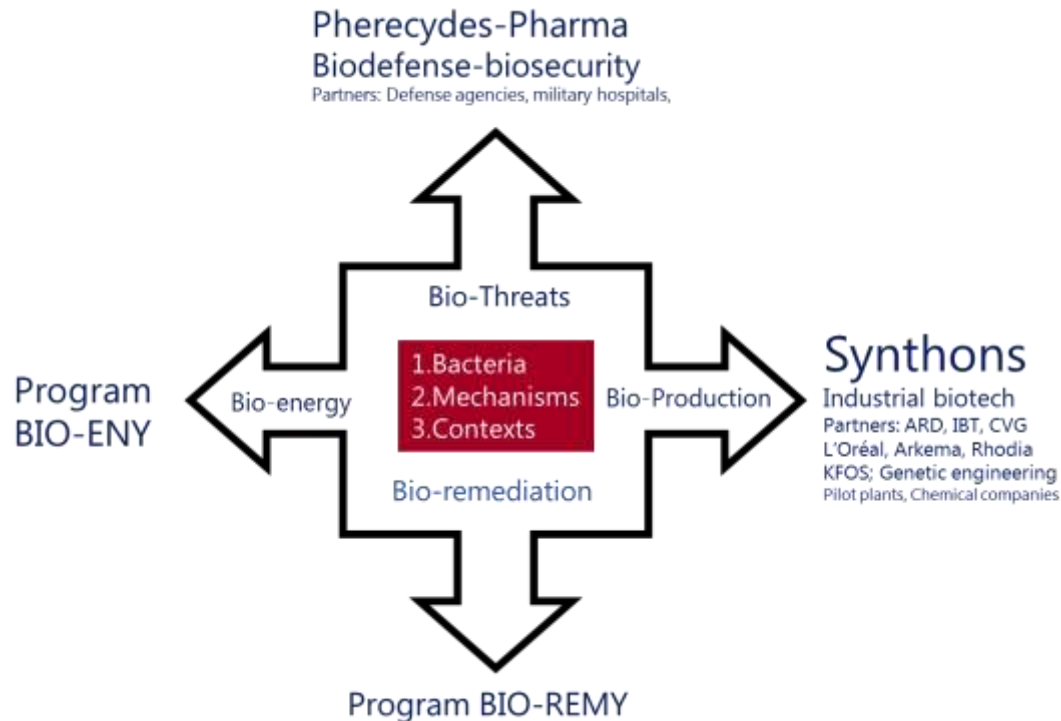 Pherecydes-Pharma
Biodefense-biosecurity
Partners: Defense agencies, military hospitals,
Bio-Threats
1.Bacteria
2.Mechanisms
3.Contexts
Bio-energy
Bio-Production
Bio-remediation
Program
BIO-ENY
Synthons
Industrial biotech
Partners: ARD, IBT, CVG
L'Oréal, Arkema, Rhodia
KFOS; Genetic engineering
Pilot plants, Chemical companies
Program BIO-REMY